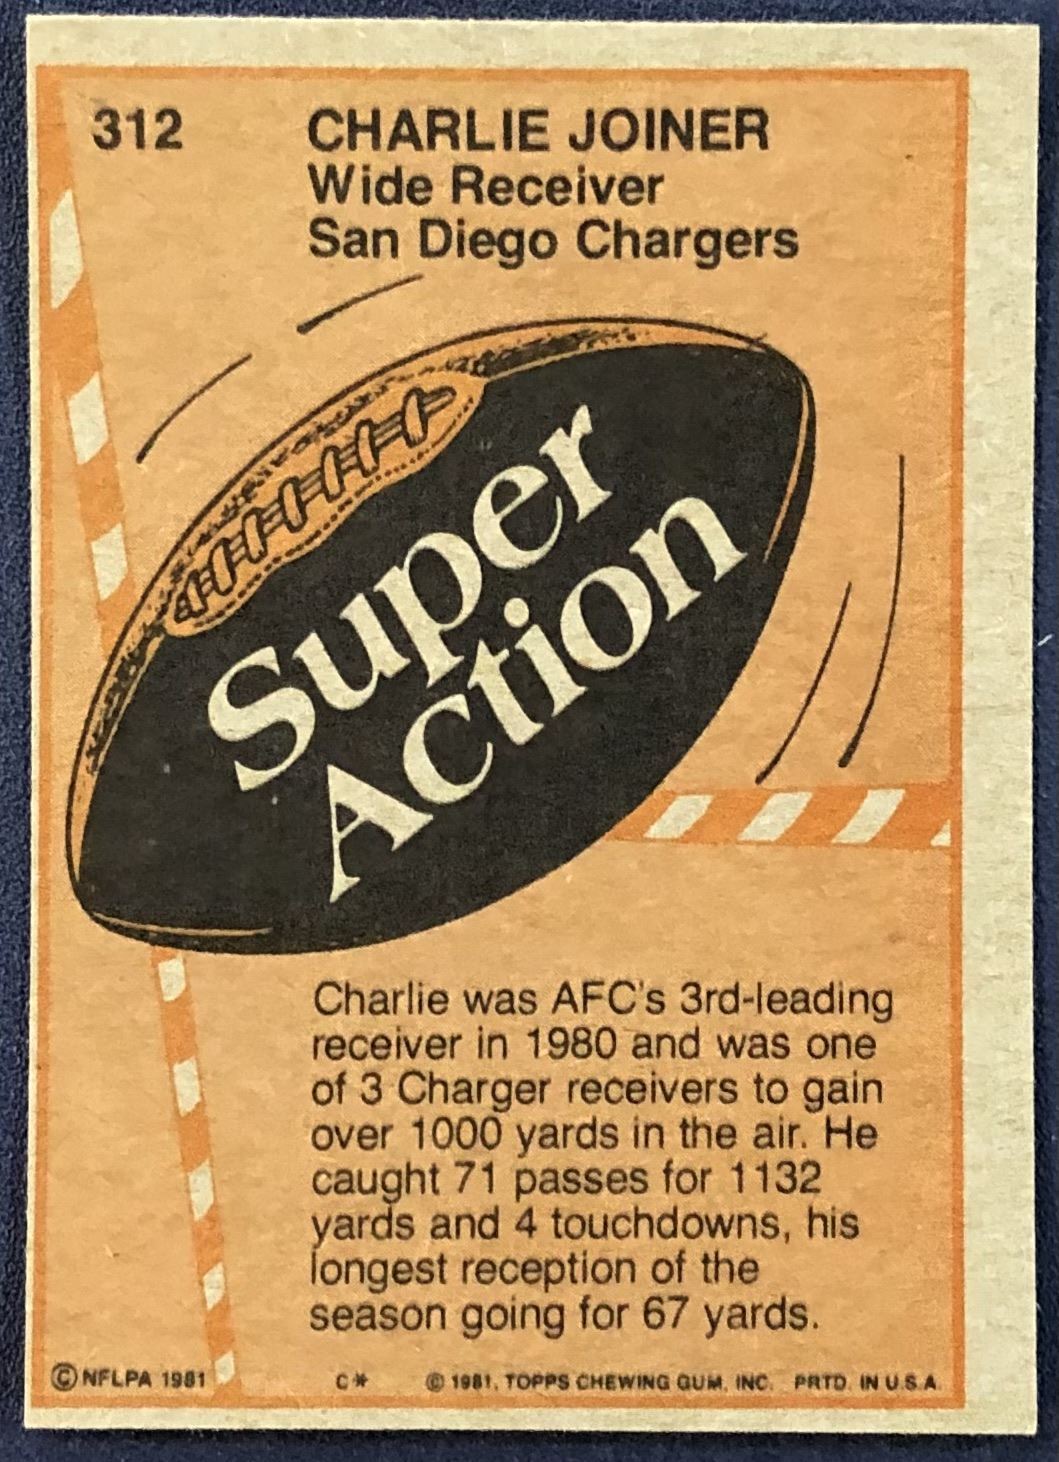 312
CHARLIE JOINER
Wide Receiver
San Diego Chargers
Super
Action
Charlie was AFC's 3rd-leading
receiver in 1980 and was one
of 3 Charger receivers to gain
over 1000 yards in the air. He
caught 71 passes for 1132
yards and 4 touchdowns, his
longest reception of the
season going for 67 yards.
© NFLPA 1981 C* © 1981, TOPPS CHEWING GUM, INC. PRTD. IN U.S.A.